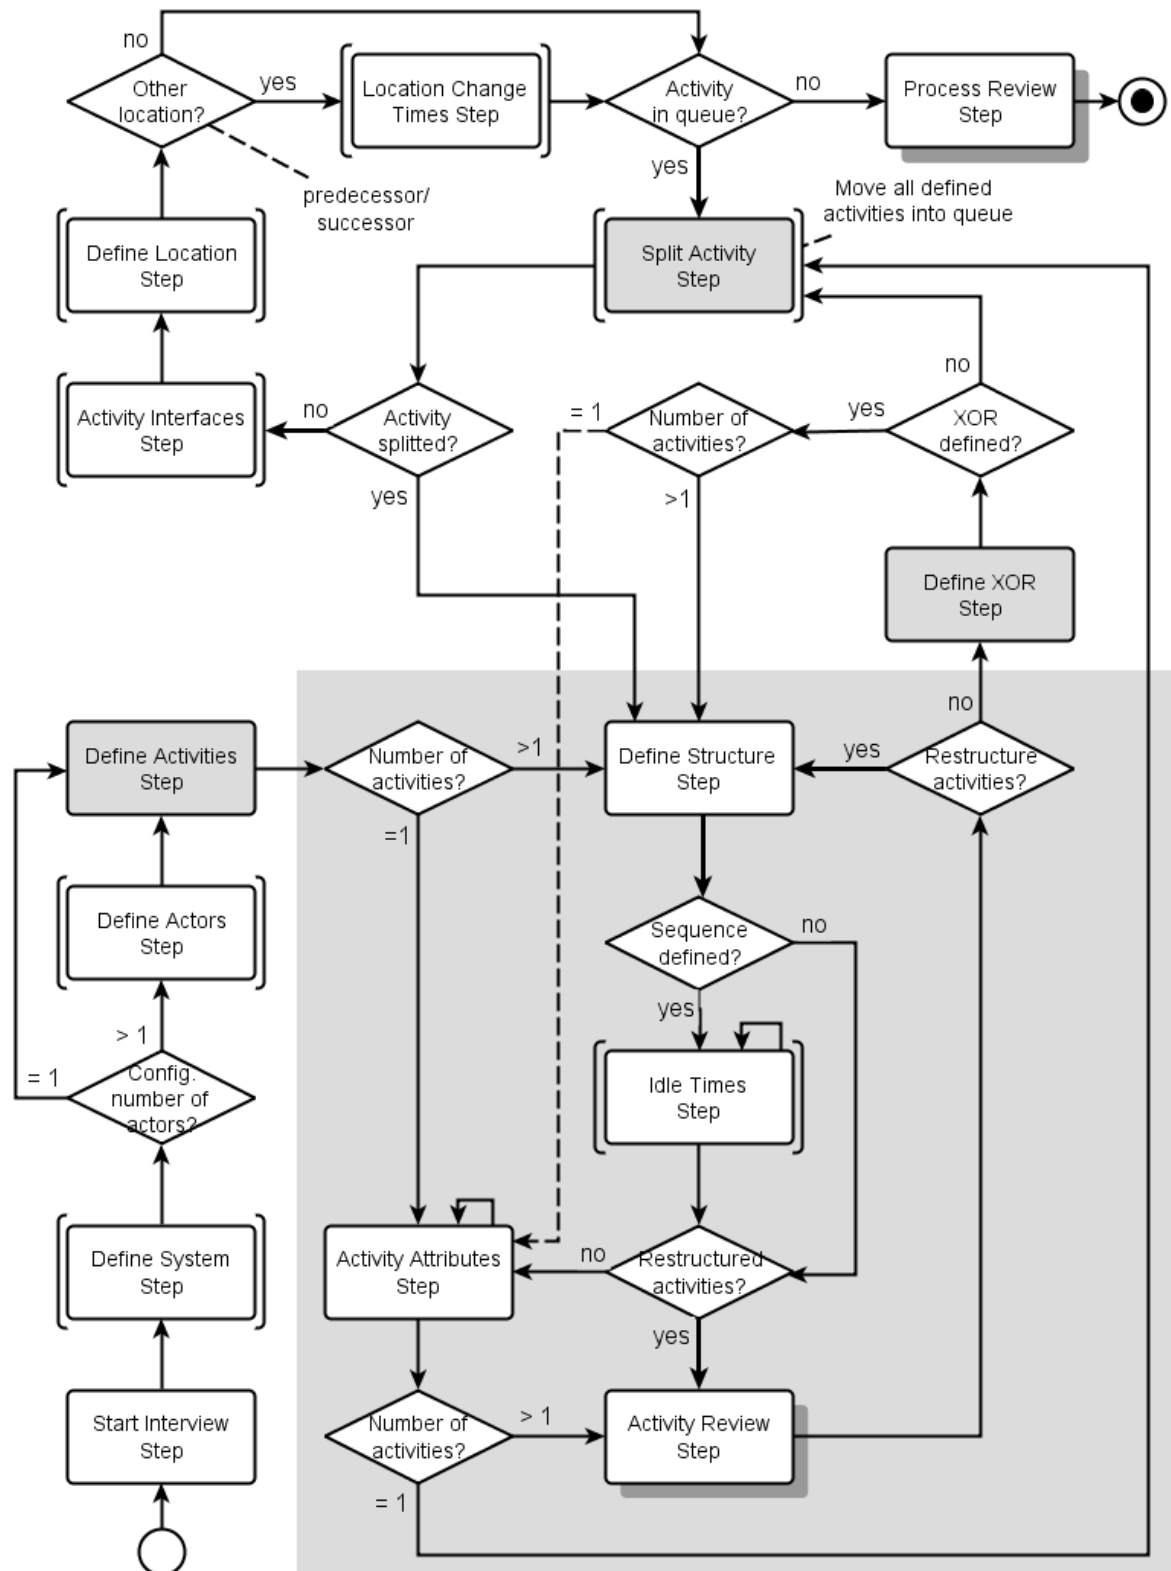 no
Other
location?
yes
Location Change
Times Step
Activity
in queue?
no
Process Review
Step
yes
predecessor/
successor
Move all defined
activities into queue
Define Location
Step
Split Activity
Step
no
Activity Interfaces
Step
no
Activity
splitted?
yes
= 1
Number of
activities?
>1
yes
XOR
defined?
Define XOR
Step
no
Define Activities
Step
Number of
activities?
>1
=1
Define Structure
Step
yes
Restructure
activities?
Define Actors
Step
Sequence
defined?
no
yes
> 1
= 1
Config.
number of
actors?
Idle Times
Step
Define System
Step
Activity Attributes
Step
no
Restructured
activities?
yes
Start Interview
Step
Number of
activities?
> 1
= 1
Activity Review
Step